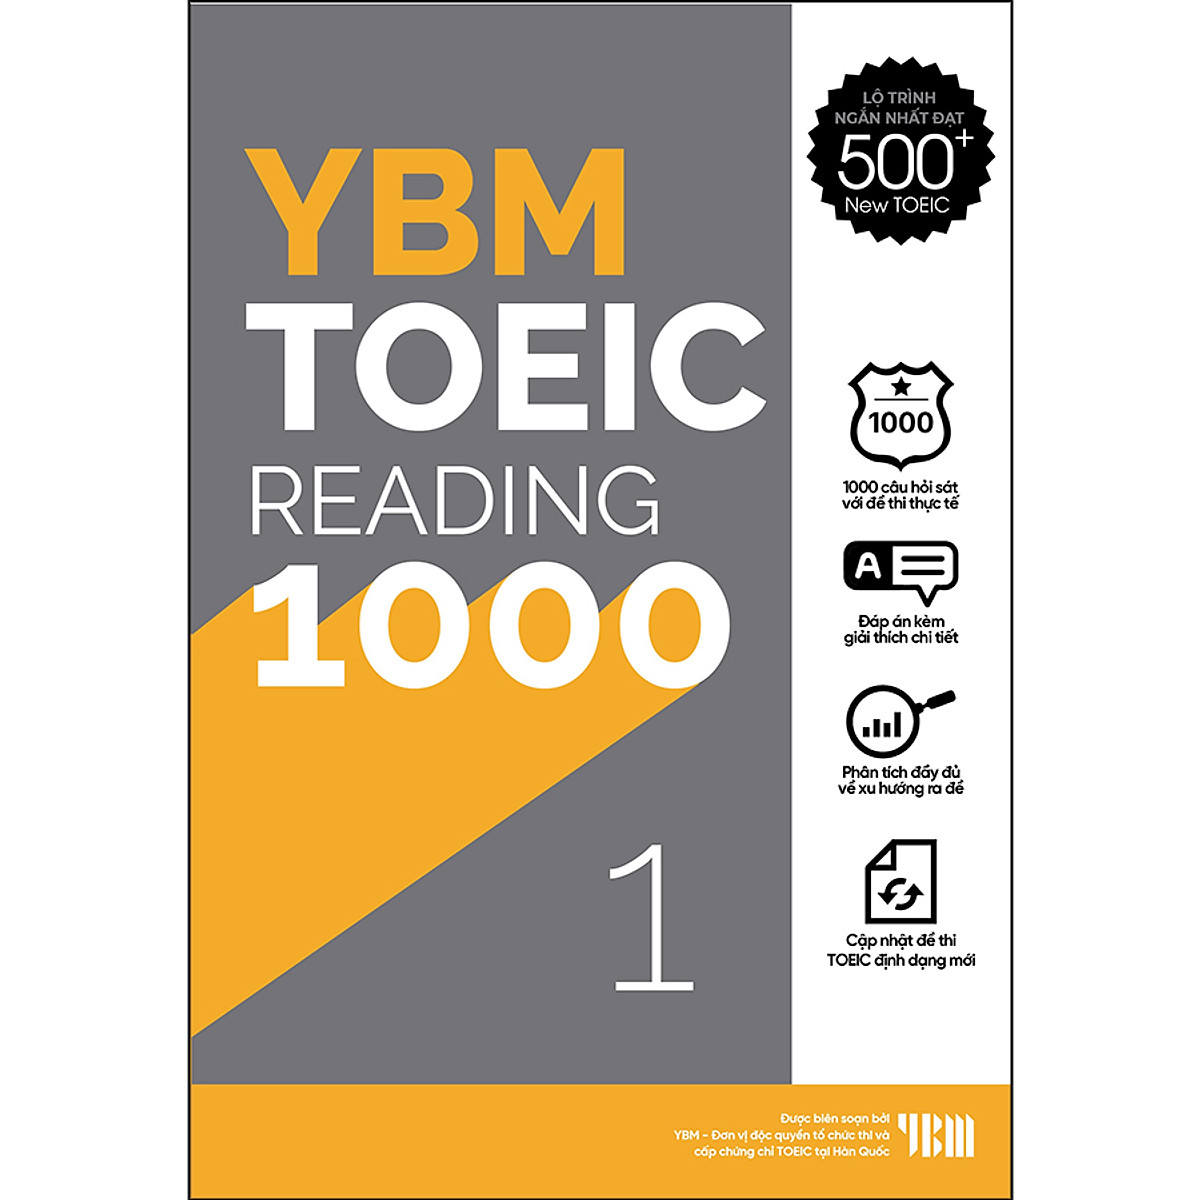 YBM
TOEIC
READING
1000
1
LỘ TRÌNH
NGẮN NHẤT ĐẠT
500+
New TOEIC
1000
1000 câu hỏi sát
với đề thi thực tế
A
Đáp án kèm
giải thích chi tiết
Phân tích đầy đủ
về xu hướng ra đề
Cập nhật đề thi
TOEIC định dạng mới
Được biên soạn bởi
YBM - Đơn vị độc quyền tổ chức thi và
cấp chứng chỉ TOEIC tại Hàn Quốc
YBM